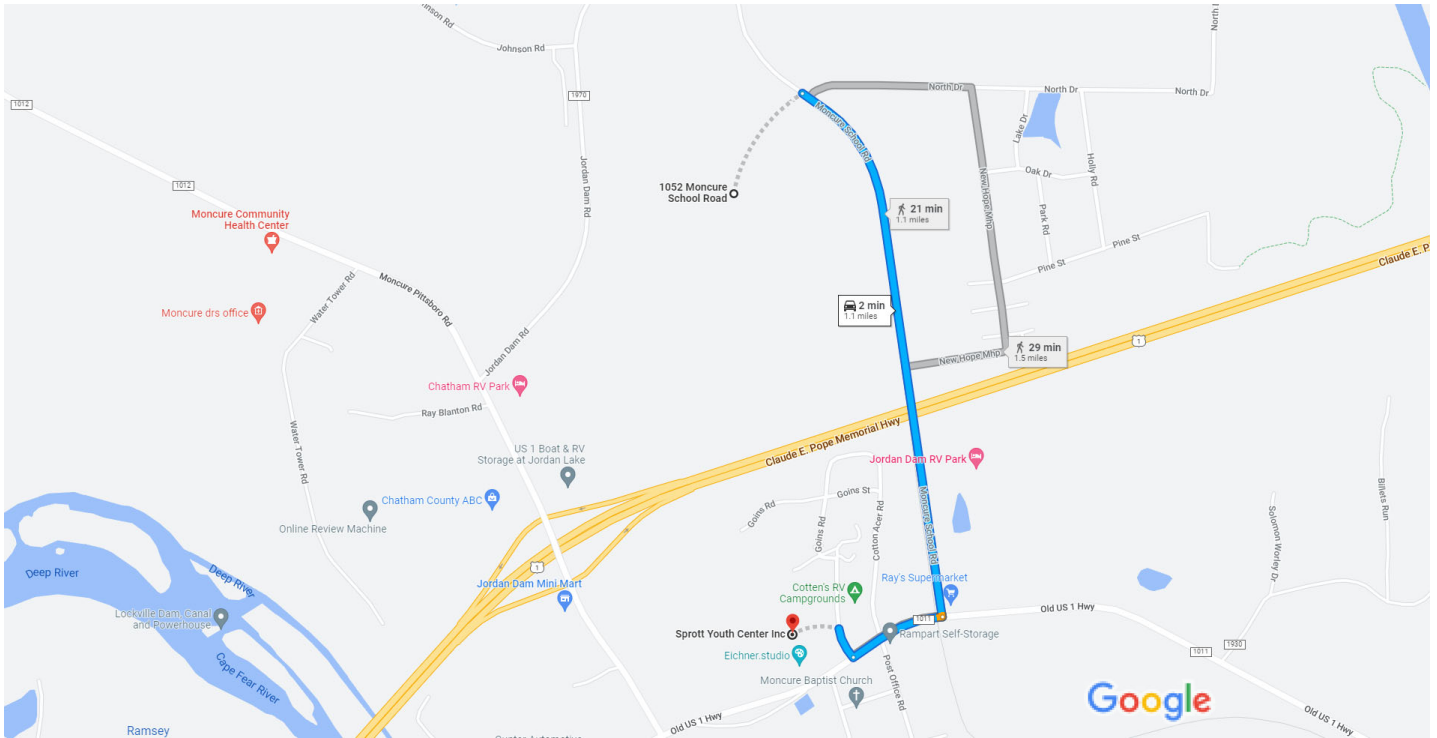 Johnson Rd
Johnson Rd
North Dr
1012
1970
North Dr
North Dr
North Dr
Moncure School Rd
Lake Dr
Holly Rd
Oak Dr
Park Rd
Pine St
Pine St
1012
Jordan Dam Rd
1052 Moncure
School Road
21 min
1.1 miles
New Hope Mhp
Moncure Community
Health Center
Moncure Pittsboro Rd
Water Tower Rd
Moncure drs office
2 min
1.1 miles
Claude E. P
1
29 min
1.5 miles
New Hope Mhp
Jordan Dam Rd
Chatham RV Park
Ray Blanton Rd
Water Tower Rd
Claude E. Pope Memorial Hwy
US 1 Boat & RV
Storage at Jordan Lake
Jordan Dam RV Park
Chatham County ABC
Online Review Machine
Goins St
Goins Rd
Goins Rd
Cotton Acer Rd
Moncure School Rd
Solomon Worley Dr
Deep River
Deep River
1
Jordan Dam Mini Mart
Lockville Dam, Canal
and Powerhouse
Cape Fear River
Cotten's RV
Campgrounds
Ray's Supermarket
1011
Old US 1 Hwy
Sprott Youth Center Inc
Rampart Self-Storage
Eichner.studio
Moncure Baptist Church
Post Office Rd
1011
1930
Old US 1 Hwy
Old US 1 Hwy
Ramsey
Google